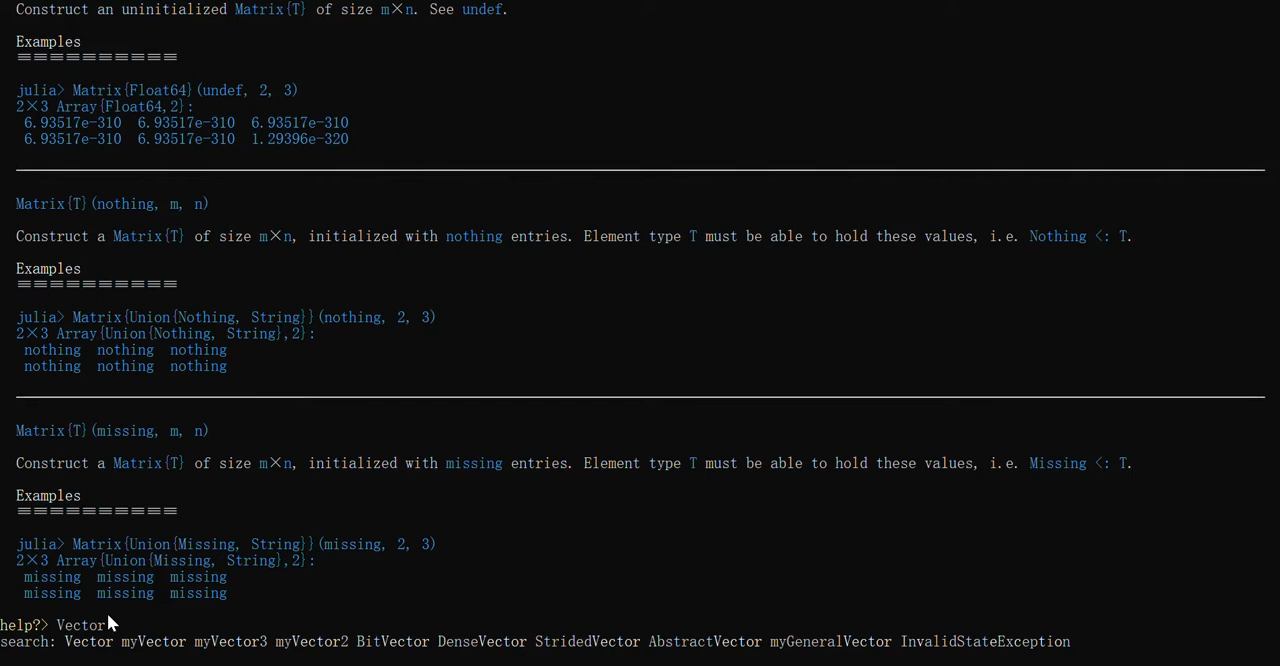 Construct an uninitialized Matrix{T} of size m×n. See undef.
Examples
≡≡≡≡≡≡≡≡≡≡
julia> Matrix{Float64}(undef, 2, 3)
2×3 Array{Float64,2}:
6.93517e-310  6.93517e-310  6.93517e-310
6.93517e-310  6.93517e-310  1.29396e-320
Matrix{T}(nothing, m, n)
Construct a Matrix{T} of size m×n, initialized with nothing entries. Element type T must be able to hold these values, i.e. Nothing <: T.
Examples
≡≡≡≡≡≡≡≡≡≡
julia> Matrix{Union{Nothing, String}}(nothing, 2, 3)
2×3 Array{Union{Nothing, String},2}:
nothing  nothing  nothing
nothing  nothing  nothing
Matrix{T}(missing, m, n)
Construct a Matrix{T} of size m×n, initialized with missing entries. Element type T must be able to hold these values, i.e. Missing <: T.
Examples
≡≡≡≡≡≡≡≡≡≡
julia> Matrix{Union{Missing, String}}(missing, 2, 3)
2×3 Array{Union{Missing, String},2}:
missing  missing  missing
missing  missing  missing
help?> Vector
search: Vector myVector myVector3 myVector2 BitVector DenseVector StridedVector AbstractVector myGeneralVector InvalidStateException